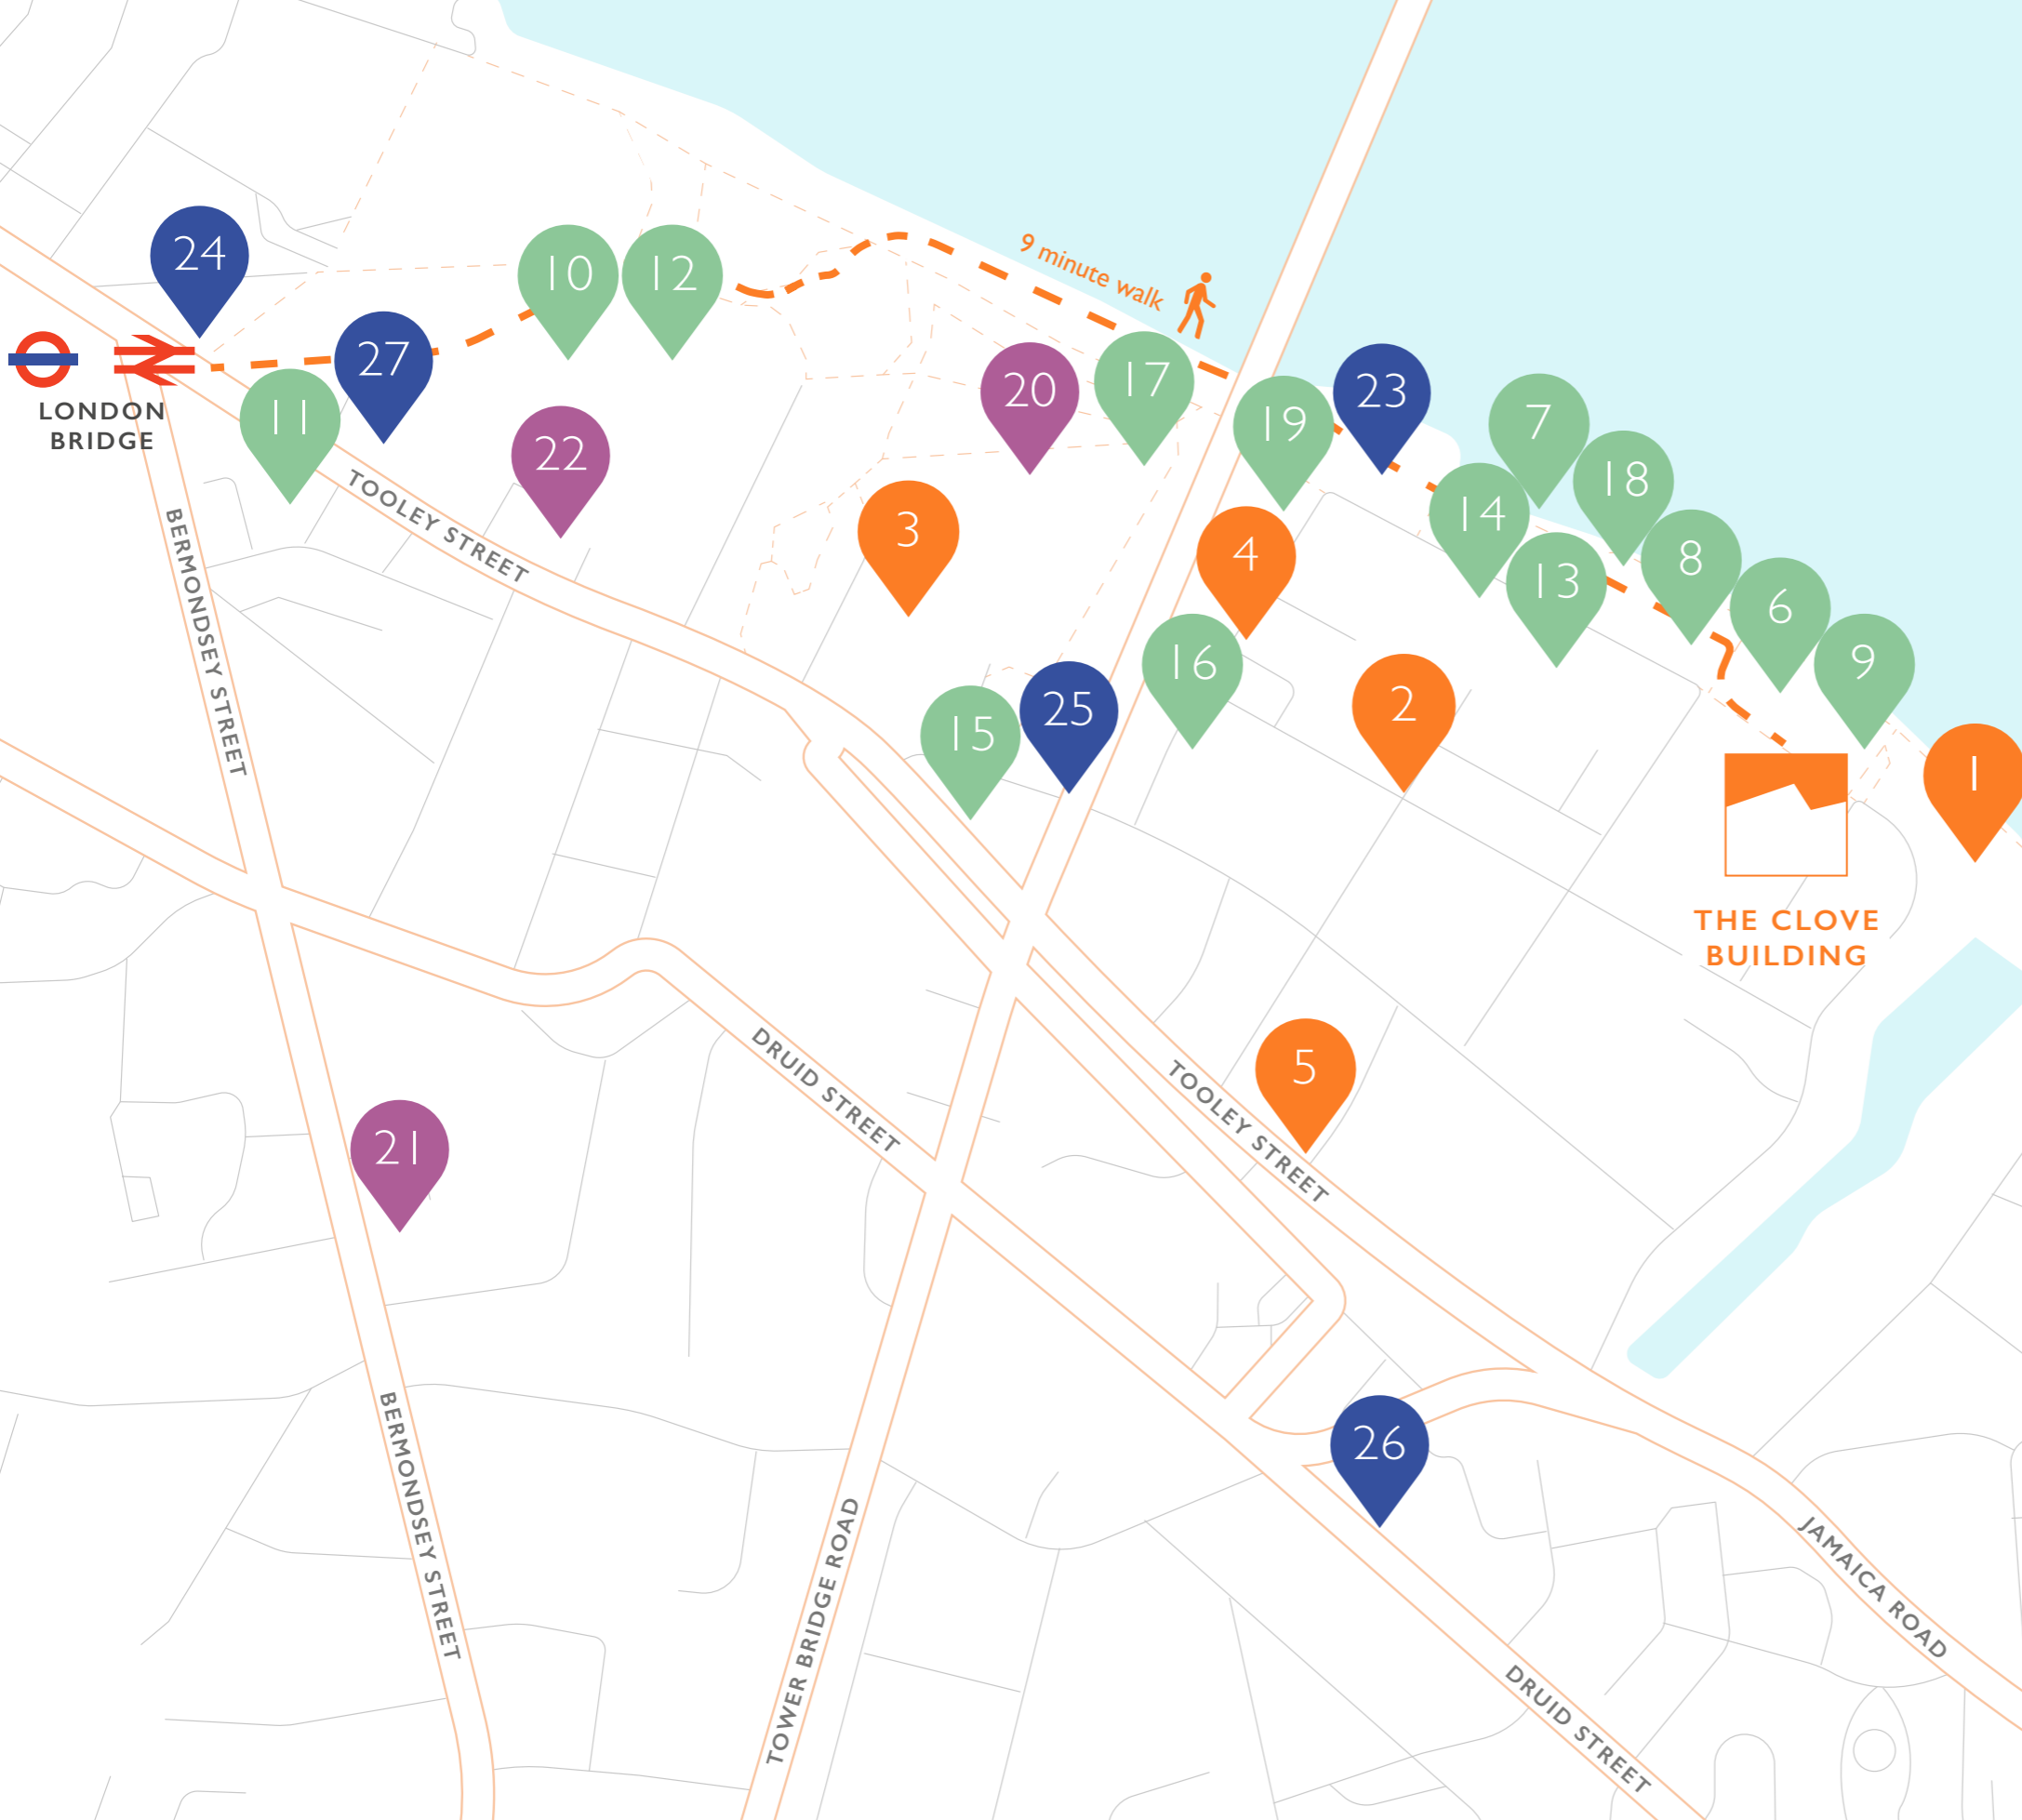 9 minute walk
24
10
12
27
20
17
23
11
19
7
22
18
14
3
4
8
13
6
16
9
2
25
15
1
LONDON
BRIDGE
TOOLEY STREET
BERMONDSEY STREET
THE CLOVE
BUILDING
DRUID STREET
5
TOOLEY STREET
21
26
BERMONDSEY STREET
TOWER BRIDGE ROAD
JAMAICA ROAD
DRUID STREET